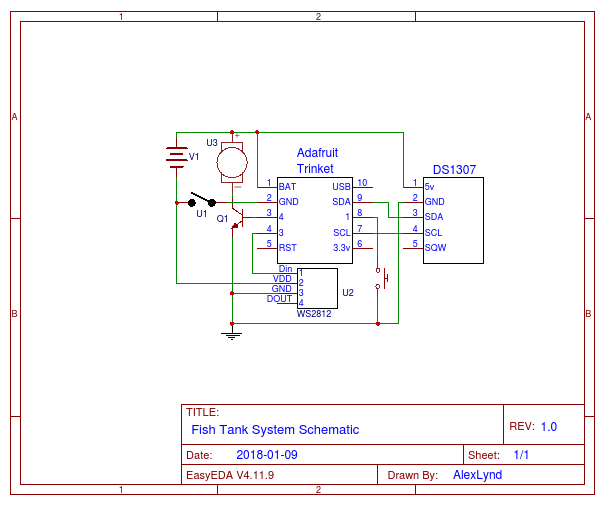 1 2
A A
V1
U3
+
Adafruit
Trinket
DS1307
1 BAT USB 10
2 GND SDA 9
3 4 1 8
4 3 SCL 7
5 RST 3.3v 6
1 5v
2 GND
3 SDA
4 SCL
5 SQW
U1
Q1
Din 1
VDD 2
GND 3
DOUT 4
U2
WS2812
B B
TITLE:
Fish Tank System Schematic
REV: 1.0
Date: 2018-01-09
Sheet: 1/1
EasyEDA V4.11.9
Drawn By: AlexLynd
1 2